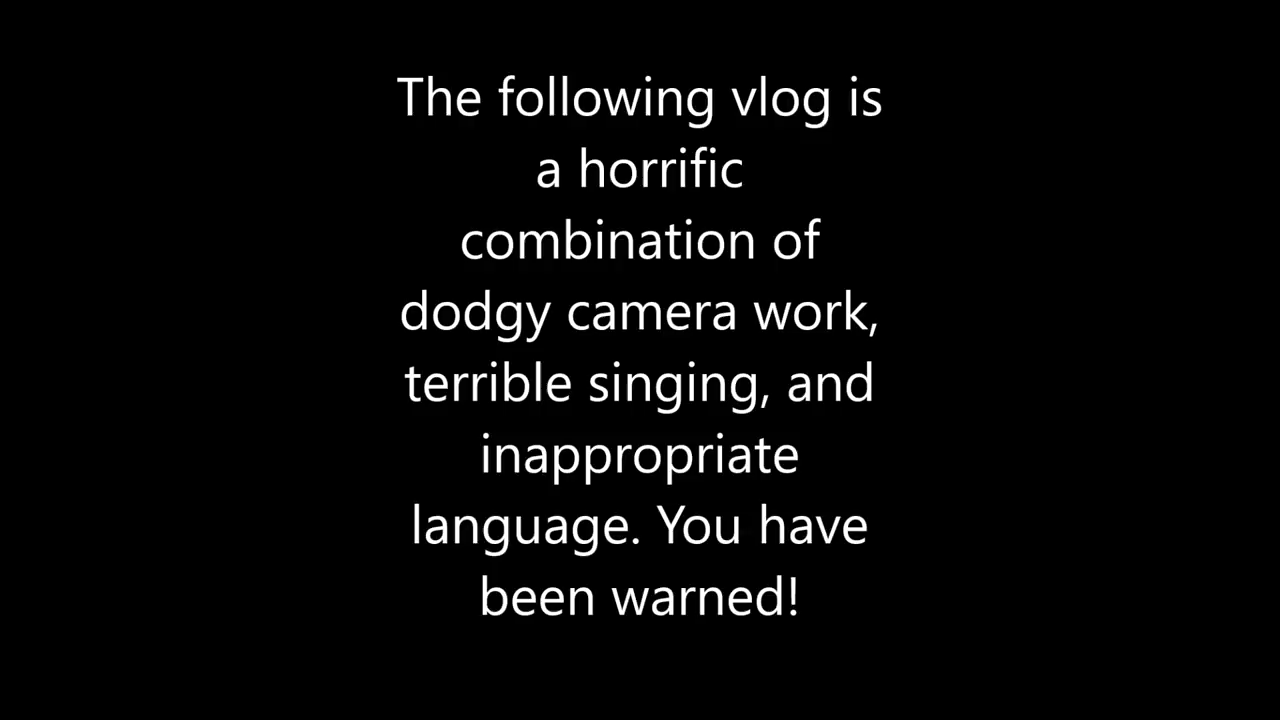 The following vlog is
a horrific
combination of
dodgy camera work,
terrible singing, and
inappropriate
language. You have
been warned!